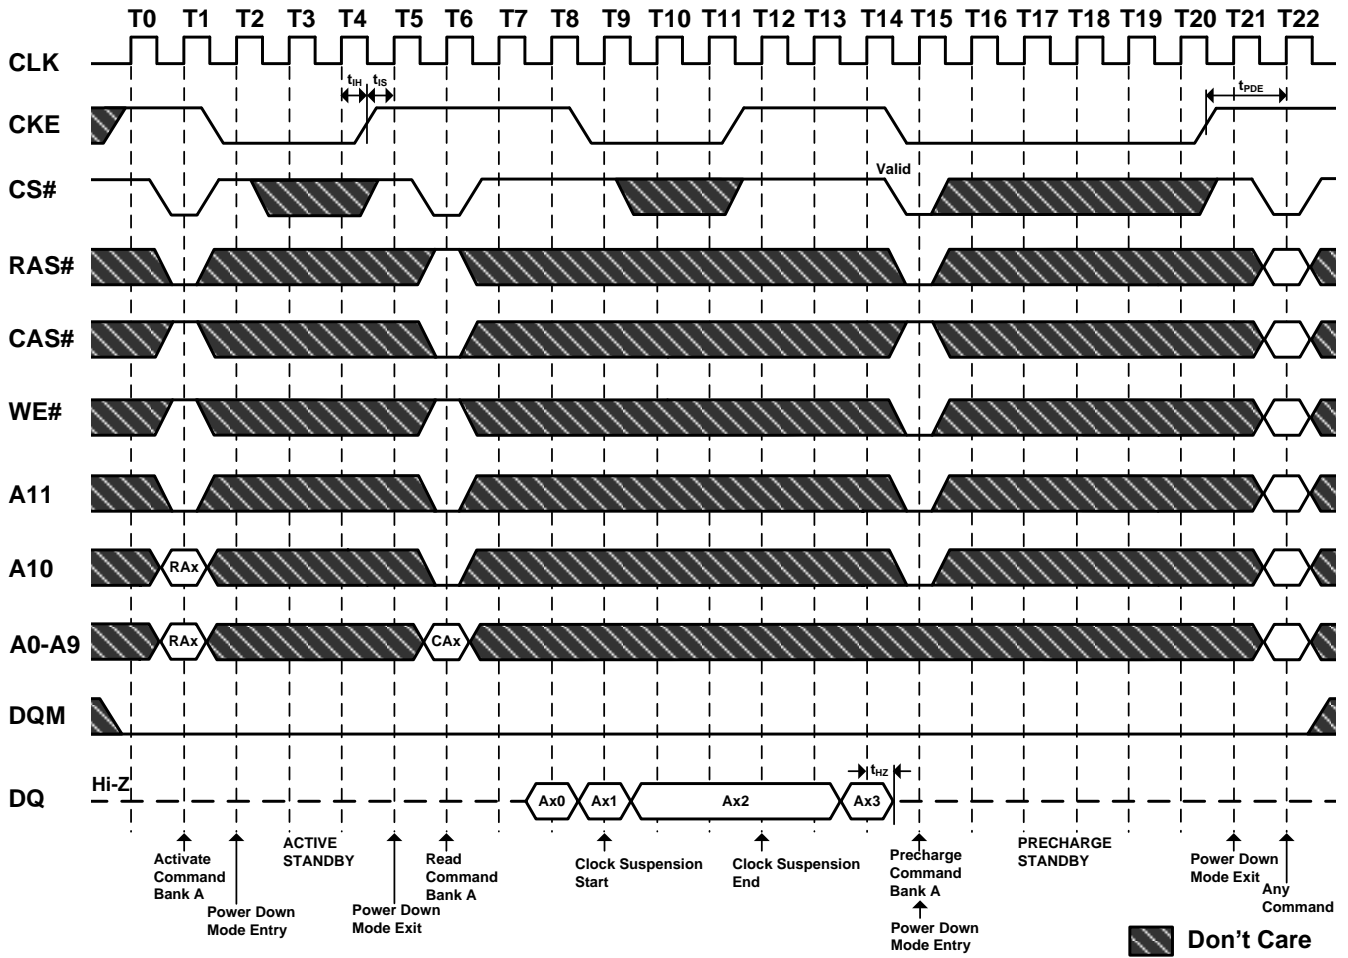 T0 T1 T2 T3 T4 T5 T6 T7 T8 T9 T10 T11 T12 T13 T14 T15 T16 T17 T18 T19 T20 T21 T22
CLK
tIH tIS tPDE
CKE
Valid
CS#
RAS#
CAS#
WE#
A11
A10 RAx
A0-A9 RAx CAx
DQM
Hi-Z tHZ
DQ Ax0 Ax1 Ax2 Ax3
Activate
Command
Bank A
Power Down
Mode Entry
ACTIVE
STANDBY
Power Down
Mode Exit
Read
Command
Bank A
Clock Suspension
Start
Clock Suspension
End
Precharge
Command
Bank A
Power Down
Mode Entry
PRECHARGE
STANDBY
Power Down
Mode Exit
Any
Command
Don't Care